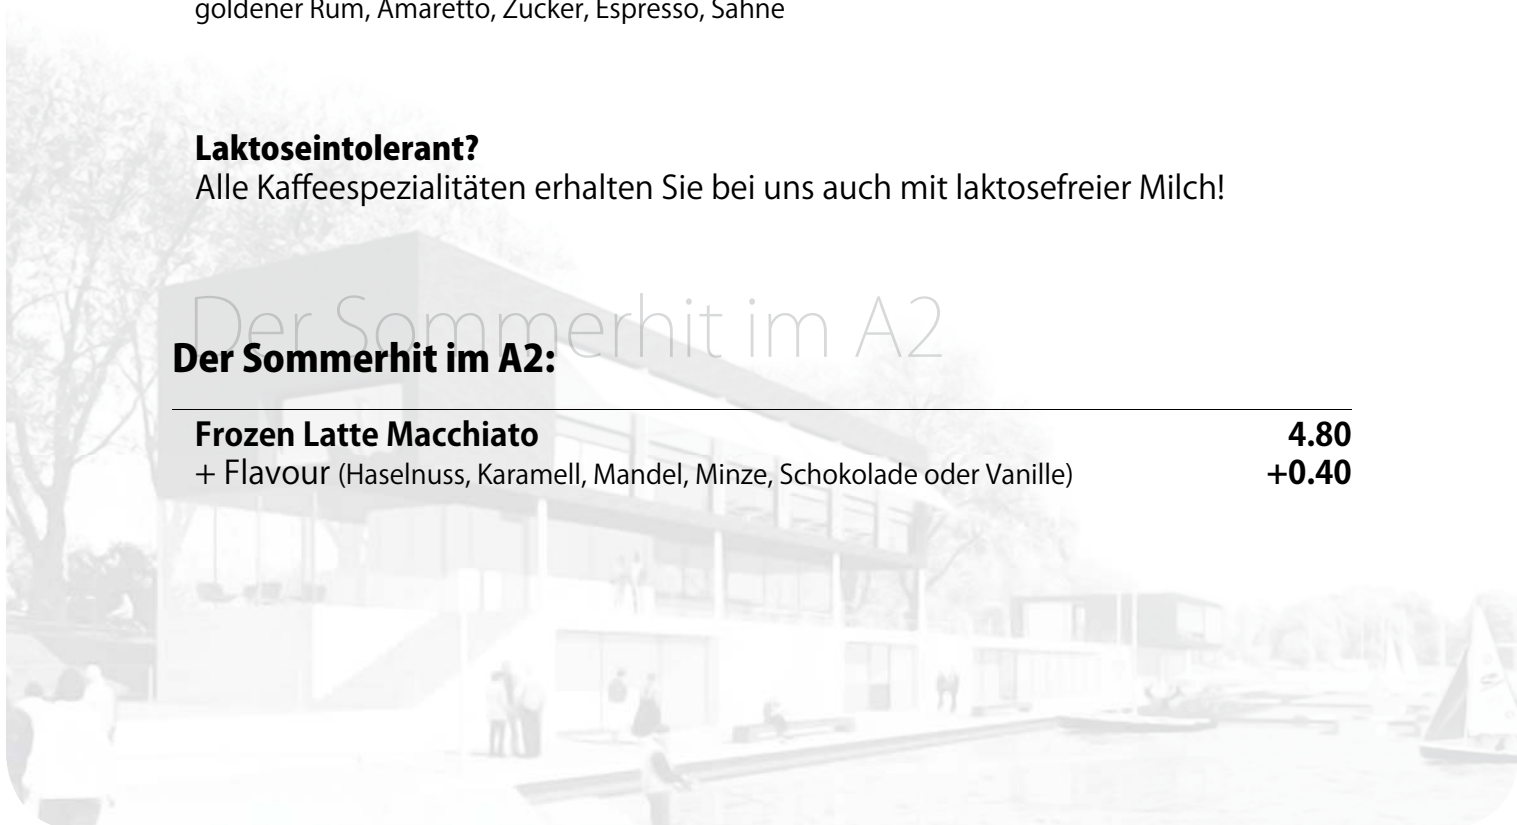 goldener Rum, Amaretto, Zucker, Espresso, Sahne
Laktoseintolerant?
Alle Kaffeespezialitäten erhalten Sie bei uns auch mit laktosefreier Milch!
Der Sommerhit im A2
Der Sommerhit im A2:
Frozen Latte Macchiato 4.80
+ Flavour (Haselnuss, Karamell, Mandel, Minze, Schokolade oder Vanille) +0.40